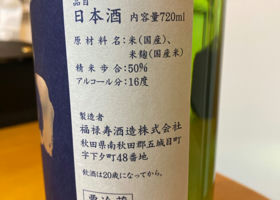 品目
日本酒 内容量720ml
原材料名:米(国産)、
米麹(国産米)
精米歩合:50%
アルコール分:16度
製造者
福禄寿酒造株式会社
秋田県南秋田郡五城目町
字下タ町48番地
飲酒は20歳になってから。
要冷蔵